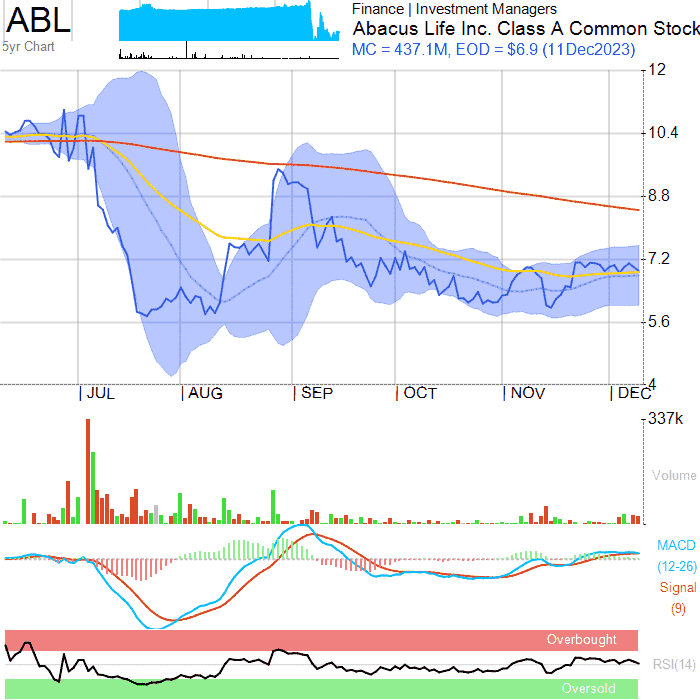 ABL
5yr Chart
Finance | Investment Managers
Abacus Life Inc. Class A Common Stock
MC = 437.1M, EOD = $6.9 (11Dec2023)
12
10.4
8.8
7.2
5.6
4
JUL
AUG
SEP
OCT
NOV
DEC
337k
Volume
MACD
(12-26)
Signal
(9)
Overbought
RSI(14)
Oversold